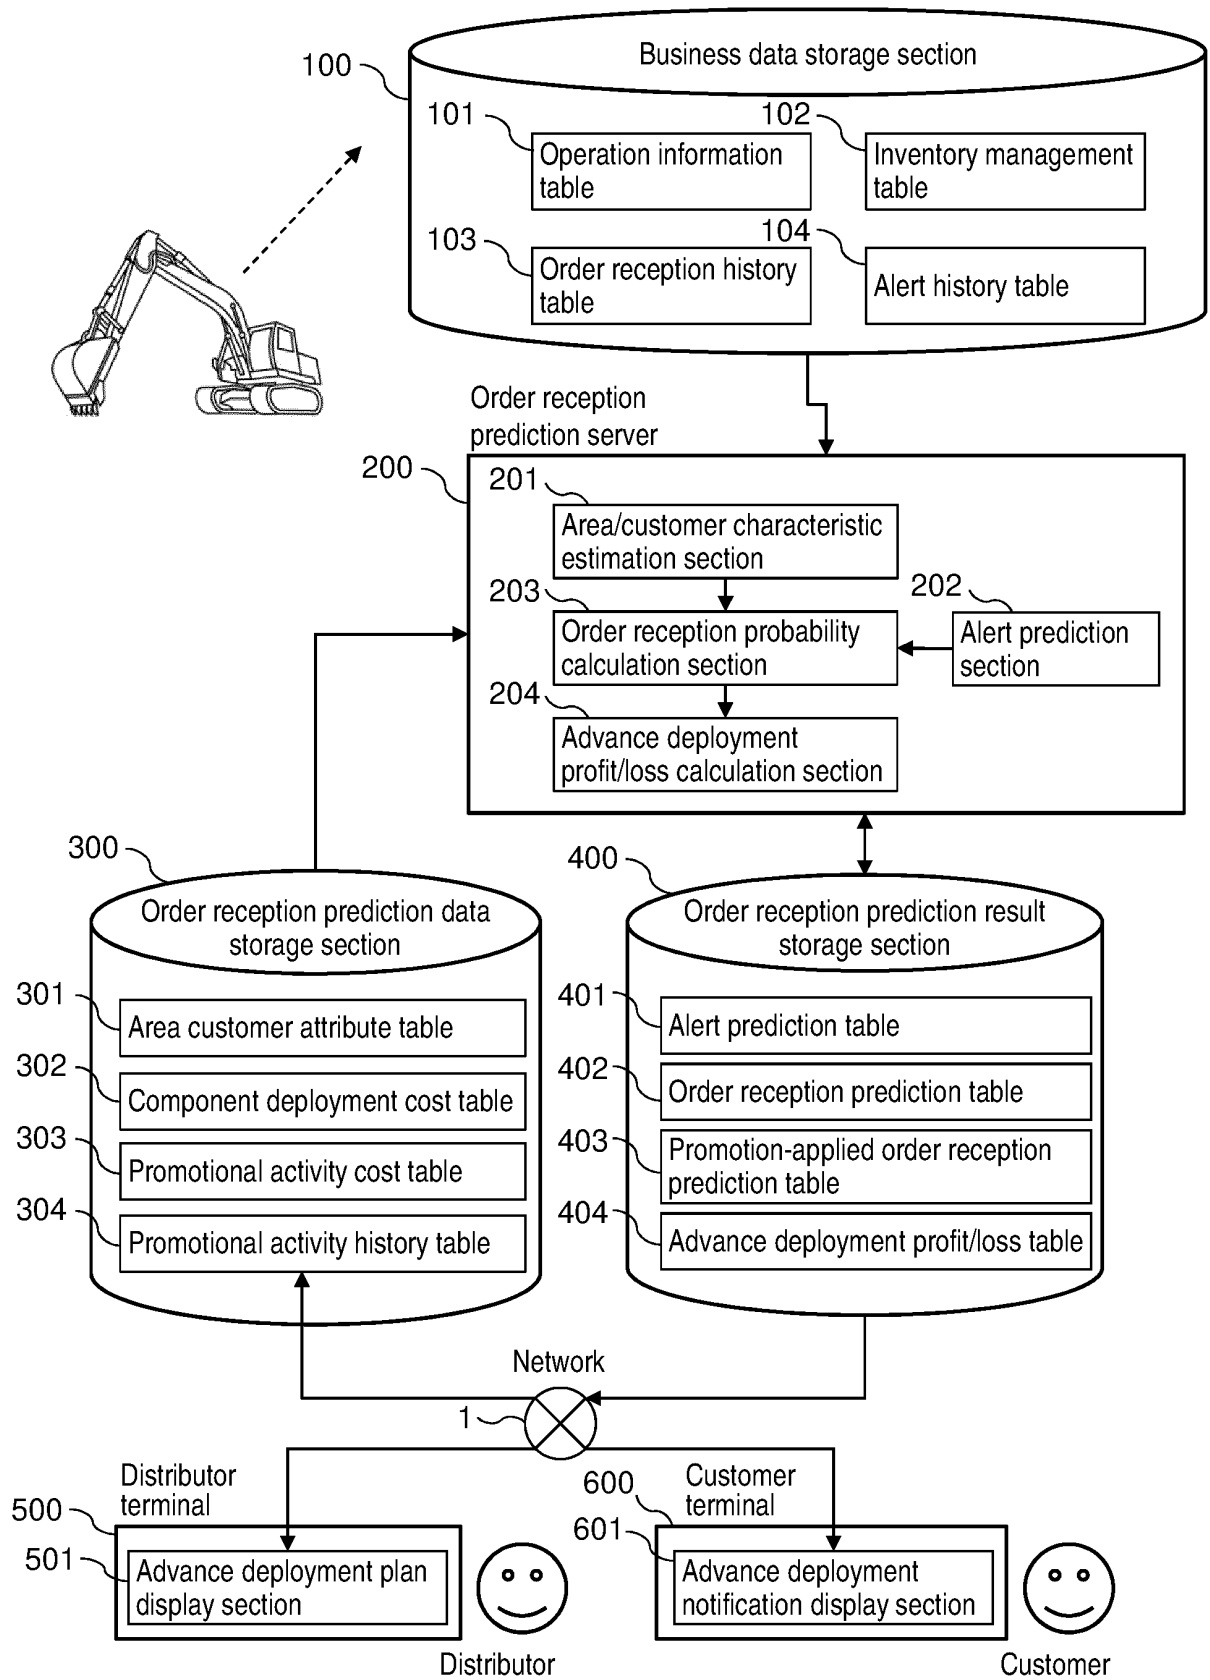 Business data storage section
100
101
102
Operation information
table
Inventory management
table
103
104
Order reception history
table
Alert history table
Order reception
prediction server
200
201
Area/customer characteristic
estimation section
203
202
Order reception probability
calculation section
Alert prediction
section
204
Advance deployment
profit/loss calculation section
300
400
Order reception prediction data
storage section
Order reception prediction result
storage section
301
Area customer attribute table
302
Component deployment cost table
303
Promotional activity cost table
304
Promotional activity history table
401
Alert prediction table
402
Order reception prediction table
403
Promotion-applied order reception
prediction table
404
Advance deployment profit/loss table
Network
1
Distributor
terminal
500
501
Advance deployment plan
display section
Distributor
Customer
terminal
600
601
Advance deployment
notification display section
Customer